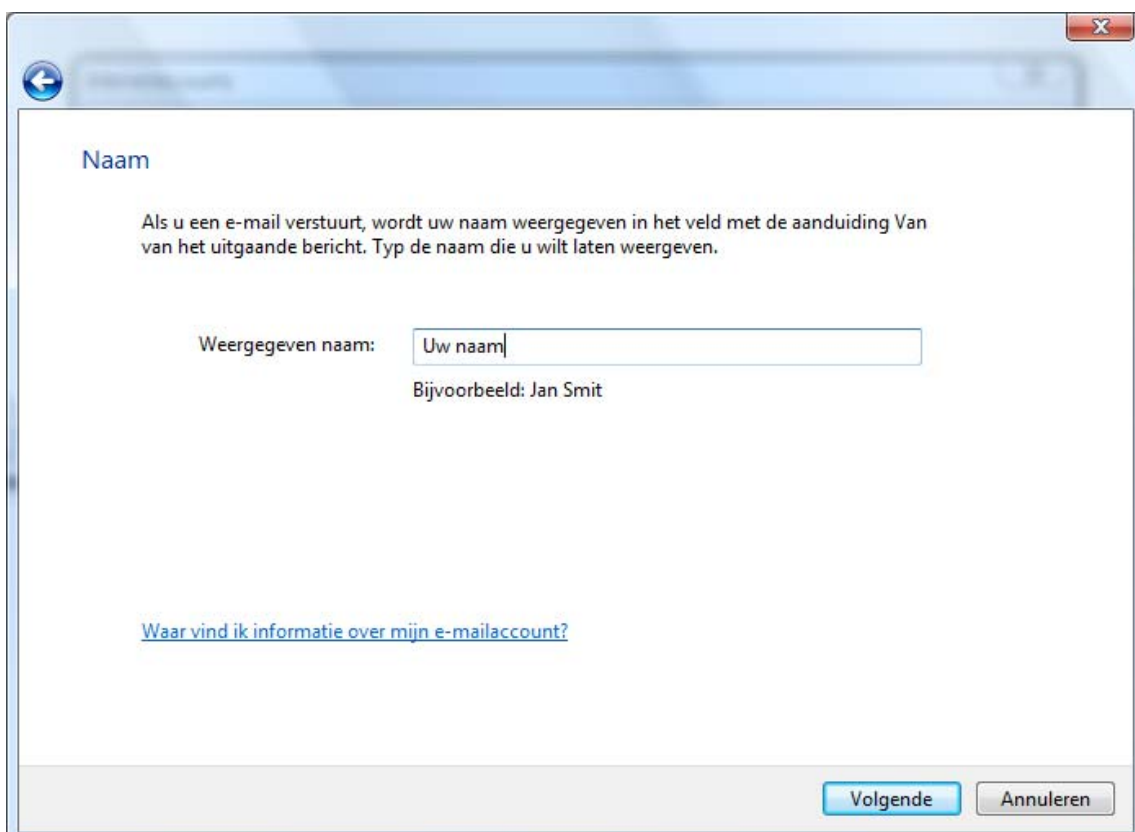 Naam
Als u een e-mail verstuurt, wordt uw naam weergegeven in het veld met de aanduiding Van
van het uitgaande bericht. Typ de naam die u wilt laten weergeven.
Weergegeven naam: Uw naam
Bijvoorbeeld: Jan Smit
Waar vind ik informatie over mijn e-mailaccount?
Volgende Annuleren